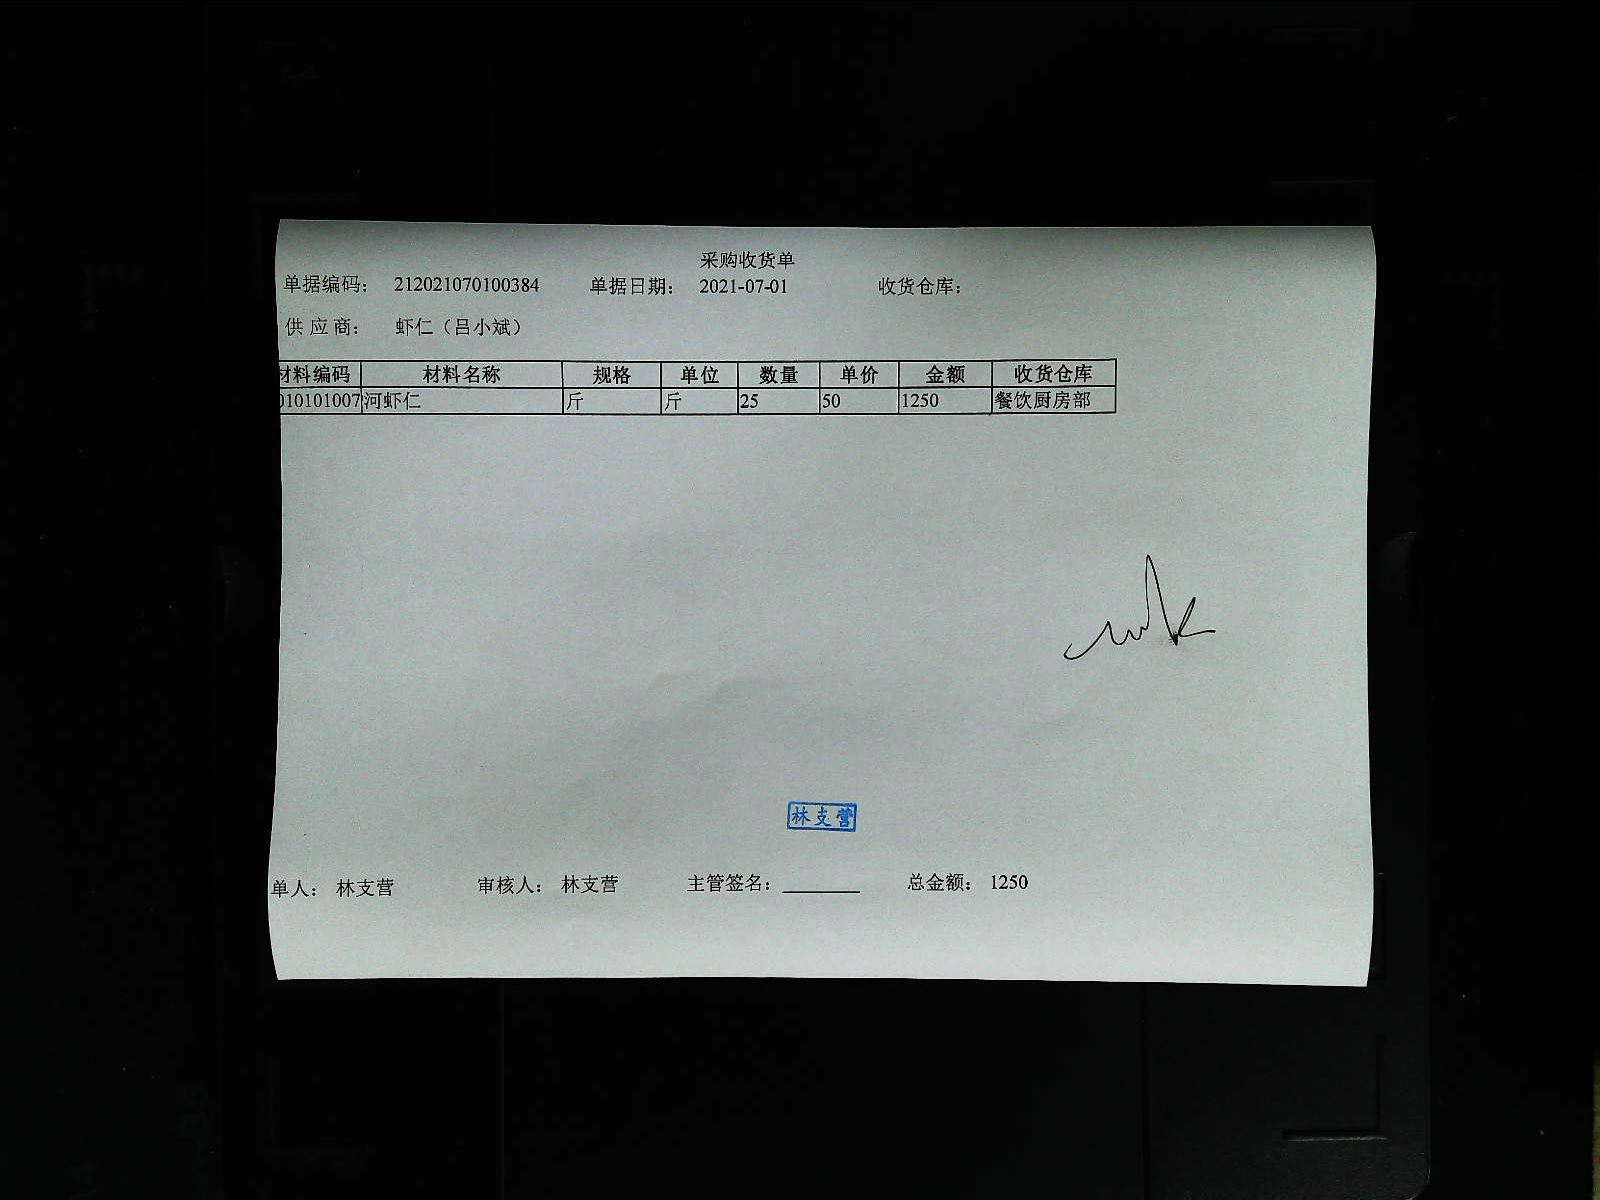 采购收货单
单据编码： 212021070100384 单据日期： 2021-07-01 收货仓库：
供应商： 虾仁（吕小斌）
材料编码 材料名称 规格 单位 数量 单价 金额 收货仓库
010101007 河虾仁 斤 斤 25 50 1250 餐饮厨房部
林支营
单人： 林支营 审核人： 林支营 主管签名： 总金额： 1250